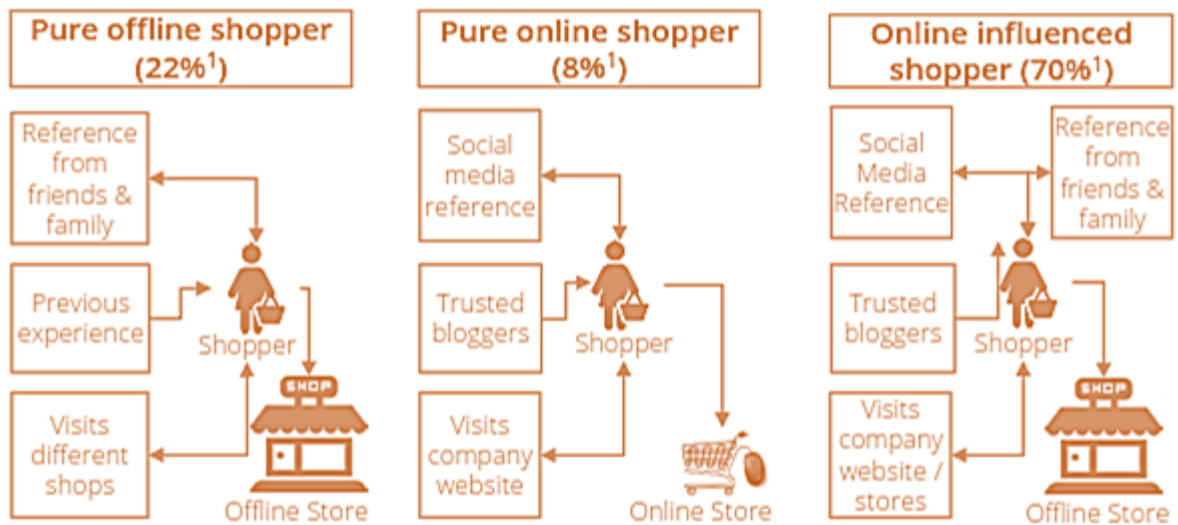 Pure offline shopper
(22%¹)
Reference
from
friends &
family
Previous
experience
Visits
different
shops
Shopper
SHOP
Offline Store
Pure online shopper
(8%¹)
Social
media
reference
Trusted
bloggers
Visits
company
website
Shopper
Online Store
Online influenced
shopper (70%¹)
Social
Media
Reference
Reference
from
friends &
family
Trusted
bloggers
Visits
company
website /
stores
Shopper
SHOP
Offline Store